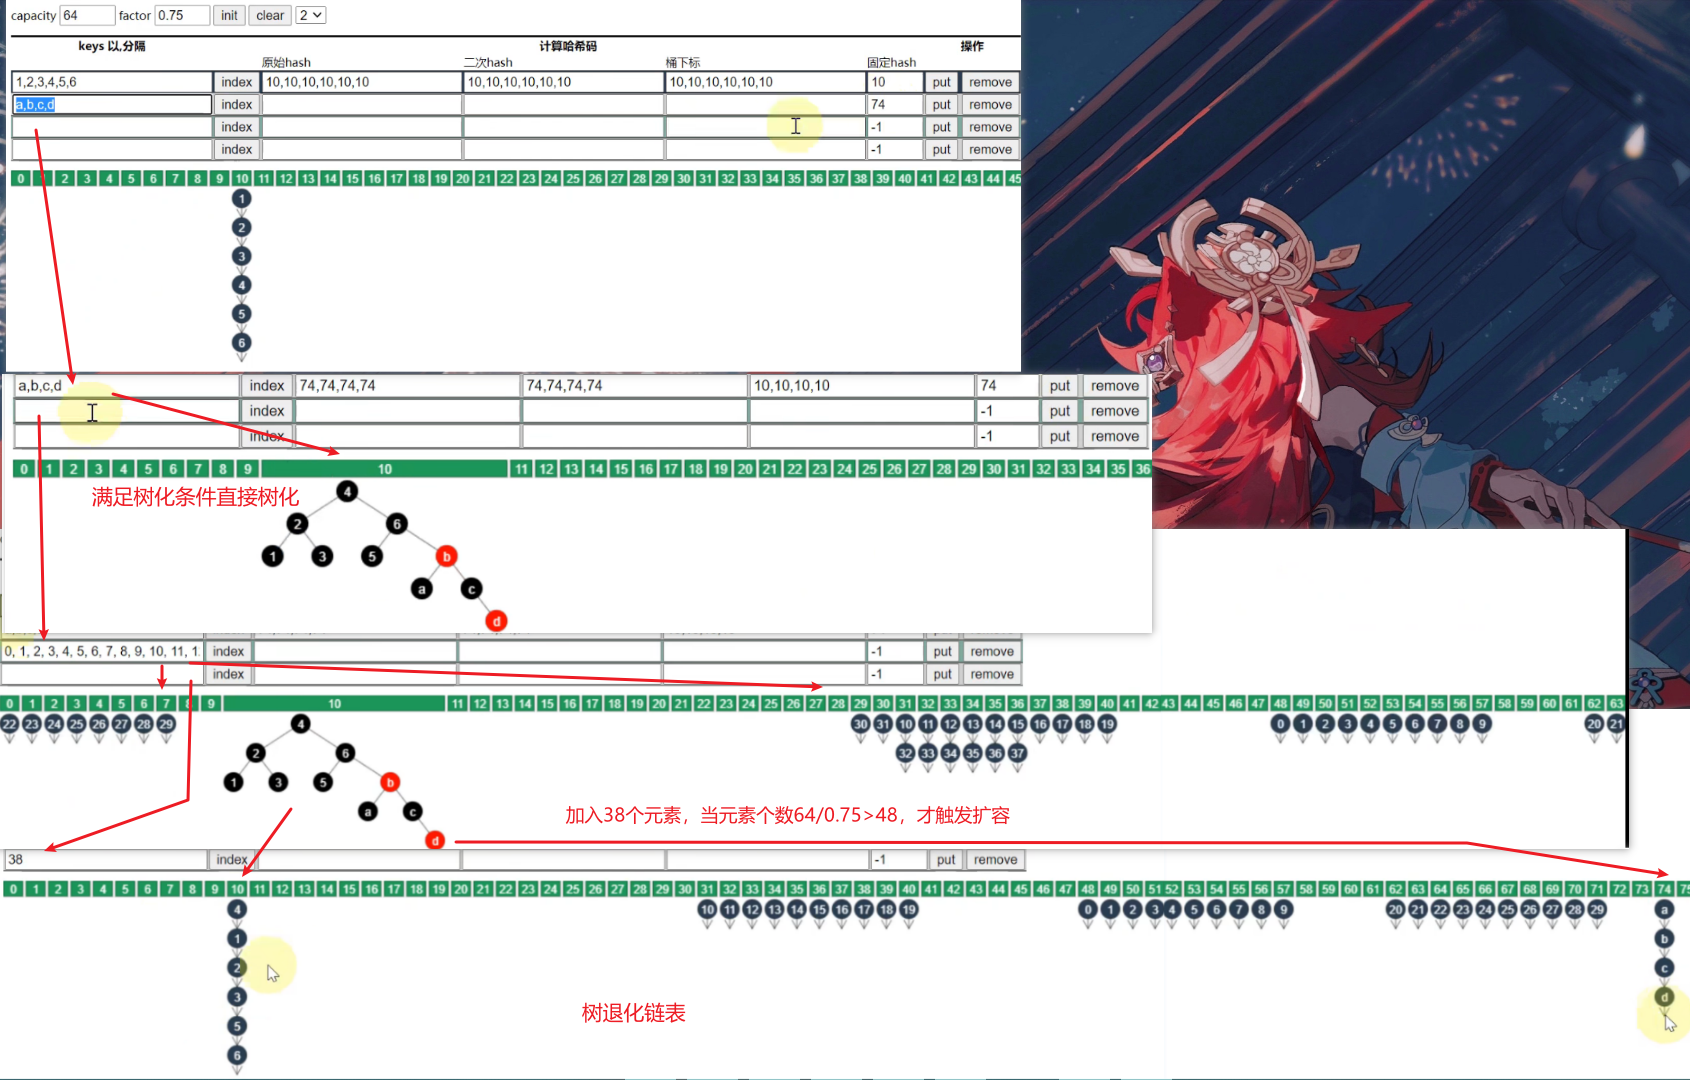 capacity 64 factor 0.75 init clear 2
keys 以,分隔 计算哈希码 操作
原始hash 二次hash 桶下标 固定hash
1,2,3,4,5,6 index 10,10,10,10,10,10 10,10,10,10,10,10 10,10,10,10,10,10 10 put remove
a,b,c,d index 74 put remove
index -1 put remove
index -1 put remove
0 1 2 3 4 5 6 7 8 9 10 11 12 13 14 15 16 17 18 19 20 21 22 23 24 25 26 27 28 29 30 31 32 33 34 35 36 37 38 39 40 41 42 43 44 45
1
2
3
4
5
6
a,b,c,d index 74,74,74,74 74,74,74,74 10,10,10,10 74 put remove
index -1 put remove
index -1 put remove
0 1 2 3 4 5 6 7 8 9 10 11 12 13 14 15 16 17 18 19 20 21 22 23 24 25 26 27 28 29 30 31 32 33 34 35 36
满足树化条件直接树化
4
2 6
1 3 5 b
a c
d
0, 1, 2, 3, 4, 5, 6, 7, 8, 9, 10, 11, 1 index -1 put remove
index -1 put remove
0 1 2 3 4 5 6 7 8 9 10 11 12 13 14 15 16 17 18 19 20 21 22 23 24 25 26 27 28 29 30 31 32 33 34 35 36 37 38 39 40 41 42 43 44 45 46 47 48 49 50 51 52 53 54 55 56 57 58 59 60 61 62 63
22 23 24 25 26 27 28 29 4 30 31 10 11 12 13 14 15 16 17 18 19 0 1 2 3 4 5 6 7 8 9 20 21
2 6 32 33 34 35 36 37
1 3 5 b
a c
加入38个元素，当元素个数64/0.75>48，才触发扩容
d
38 index -1 put remove
0 1 2 3 4 5 6 7 8 9 10 11 12 13 14 15 16 17 18 19 20 21 22 23 24 25 26 27 28 29 30 31 32 33 34 35 36 37 38 39 40 41 42 43 44 45 46 47 48 49 50 51 52 53 54 55 56 57 58 59 60 61 62 63 64 65 66 67 68 69 70 71 72 73 74 75
4 10 11 12 13 14 15 16 17 18 19 0 1 2 3 4 5 6 7 8 9 20 21 22 23 24 25 26 27 28 29 a
1 b
2 c
3 d
树退化链表
5
6